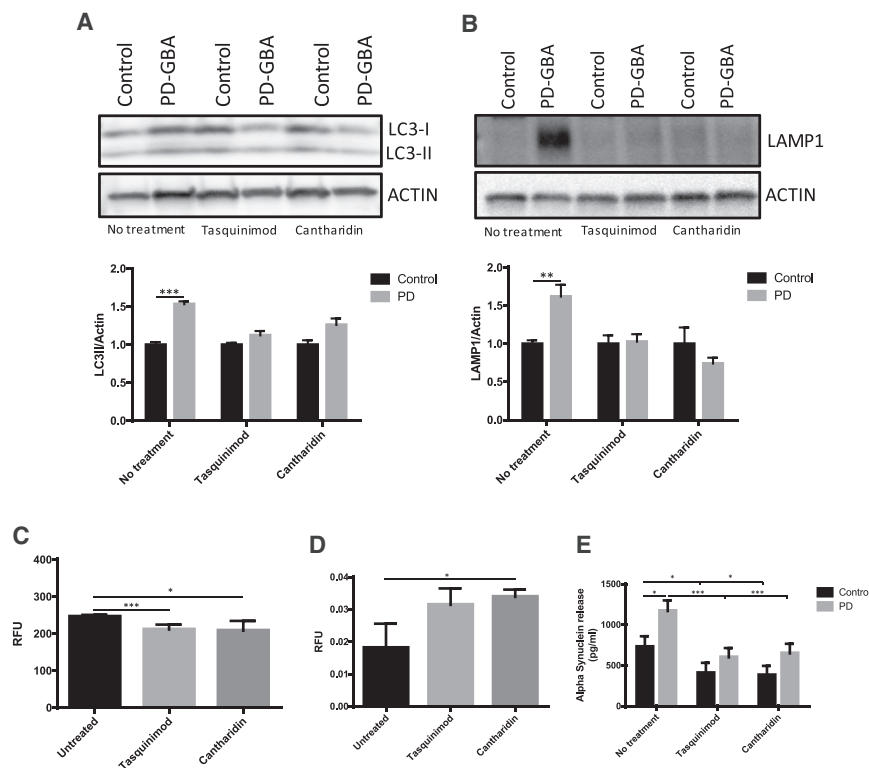 A
Control
PD-GBA
Control
PD-GBA
Control
PD-GBA
LC3-I
LC3-II
ACTIN
No treatment
Tasquinimod
Cantharidin
LC3II/Actin
2.0
1.5
1.0
0.5
0.0
***
Control
PD
No treatment
Tasquinimod
Cantharidin
B
Control
PD-GBA
Control
PD-GBA
Control
PD-GBA
LAMP1
ACTIN
No treatment
Tasquinimod
Cantharidin
LAMP1/Actin
2.0
1.5
1.0
0.5
0.0
**
Control
PD
No treatment
Tasquinimod
Cantharidin
C
RFU
400
300
200
100
0
*
***
Untreated
Tasquinimod
Cantharidin
D
RFU
0.04
0.03
0.02
0.01
0.00
*
Untreated
Tasquinimod
Cantharidin
E
Alpha Synuclein release
(pg/ml)
1500
1000
500
0
* *
* *** ***
Contro
PD
No treatment
Tasquinimod
Cantharidin